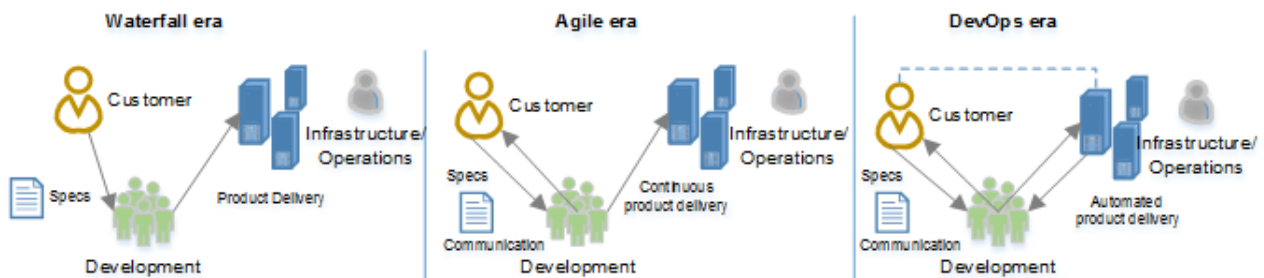 Waterfall era
Customer
Infrastructure/
Operations
Specs
Product Delivery
Development
Agile era
Customer
Infrastructure/
Operations
Specs
Continuous
product delivery
Communication
Development
DevOps era
Customer
Infrastructure/
Operations
Specs
Automated
product delivery
Communication
Development